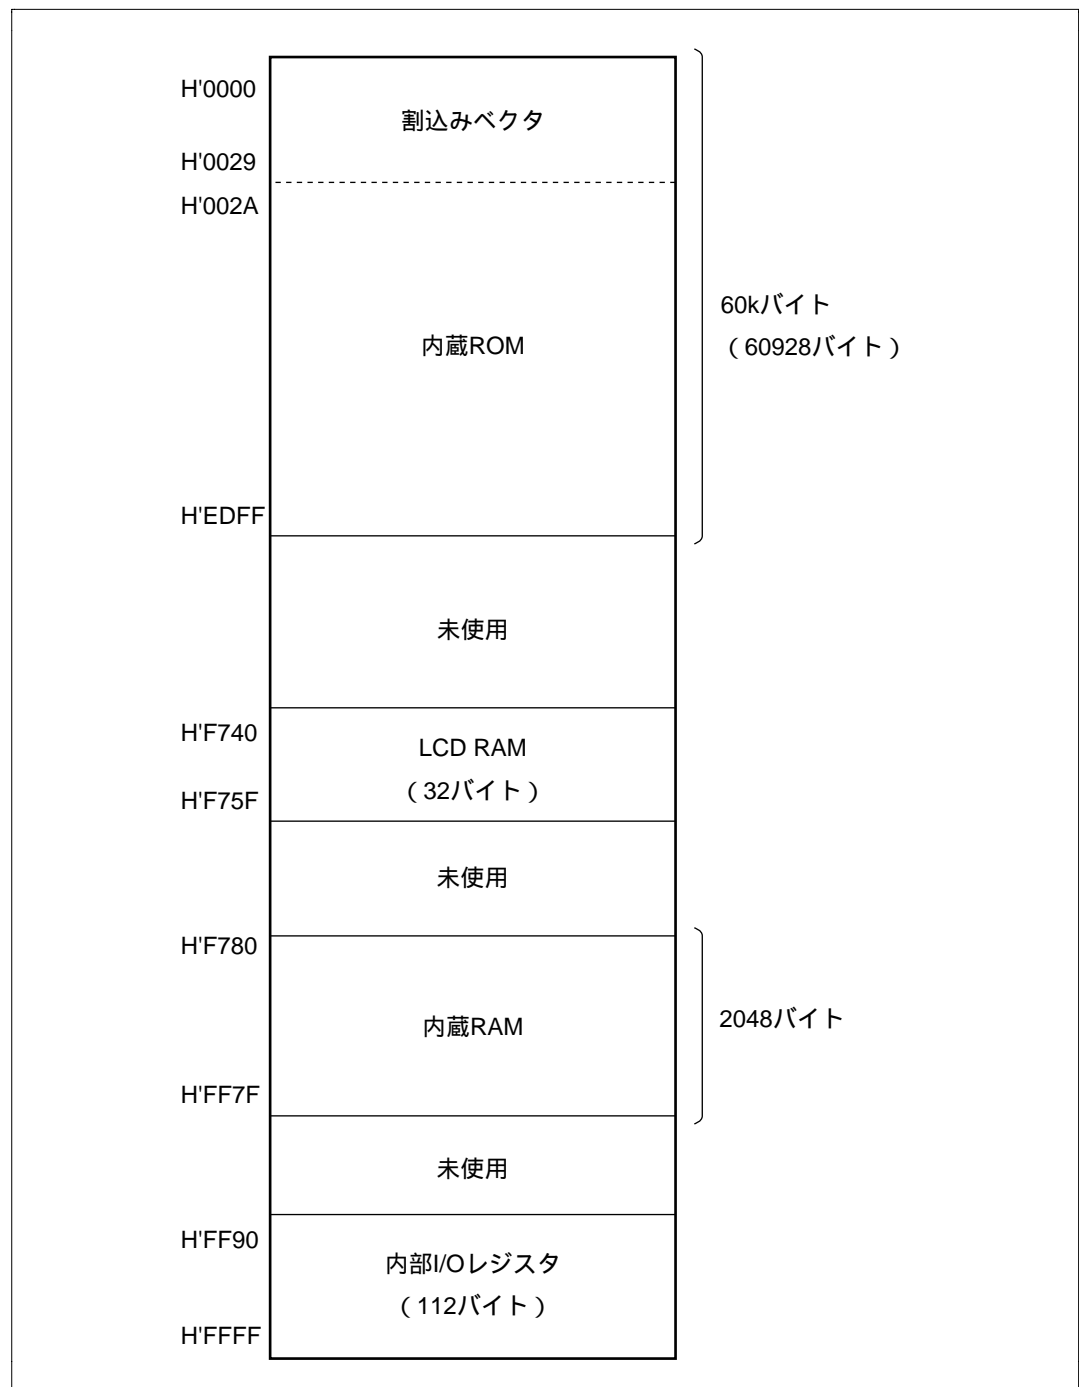 H'0000
割込みベクタ
H'0029
H'002A
60kバイト
内蔵ROM
（60928バイト）
H'EDFF
未使用
H'F740
LCD RAM
（32バイト）
H'F75F
未使用
H'F780
内蔵RAM
2048バイト
H'FF7F
未使用
H'FF90
内部I/Oレジスタ
（112バイト）
H'FFFF